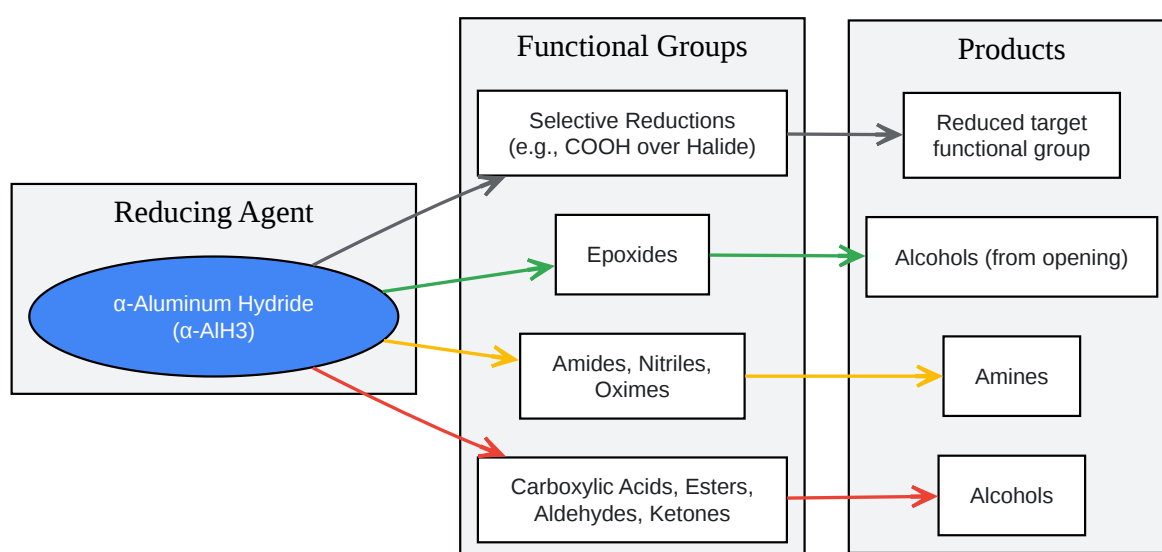 Reducing Agent
α-Aluminum Hydride
(α-AlH3)
Functional Groups
Selective Reductions
(e.g., COOH over Halide)
Epoxides
Amides, Nitriles,
Oximes
Carboxylic Acids, Esters,
Aldehydes, Ketones
Products
Reduced target
functional group
Alcohols (from opening)
Amines
Alcohols